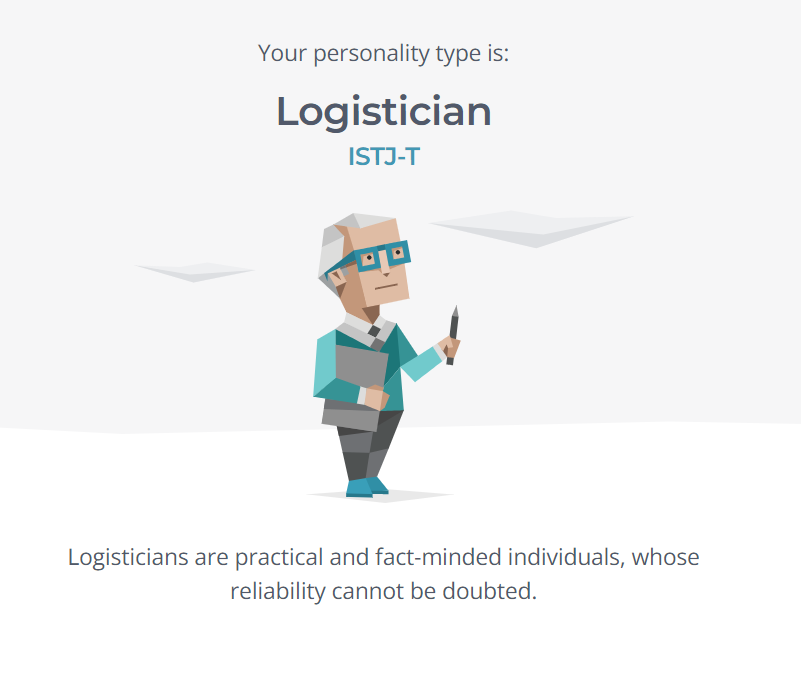 Your personality type is:
Logistician
ISTJ-T
Logisticians are practical and fact-minded individuals, whose
reliability cannot be doubted.